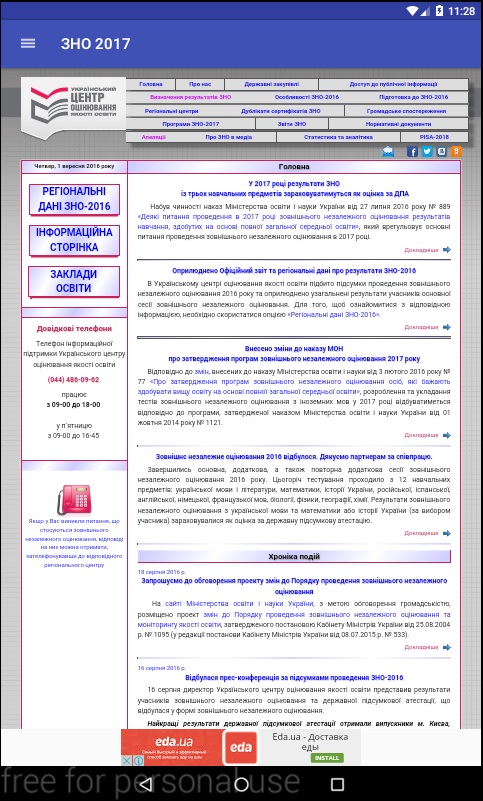 11:28
ЗНО 2017
УКРАЇНСЬКИЙ
ЦЕНТР
ОЦІНЮВАННЯ
ЯКОСТІ ОСВІТИ
Головна Про нас Державні закупівлі Доступ до публічної інформації
Визначення результатів ЗНО Особливості ЗНО-2016 Підготовка до ЗНО-2016
Регіональні центри Дублікати сертифікатів ЗНО Громадське спостереження
Програми ЗНО-2017 Звіти ЗНО Нормативні документи
Апеляції Про ЗНО в медіа Статистика та аналітика PISA-2018
Четвер, 1 вересня 2016 року
РЕГІОНАЛЬНІ
ДАНІ ЗНО-2016
ІНФОРМАЦІЙНА
СТОРІНКА
ЗАКЛАДИ
ОСВІТИ
Довідкові телефони
Телефон інформаційної
підтримки Українського центру
оцінювання якості освіти
(044) 486-09-62
працює
з 09-00 до 18-00
у п'ятницю
з 09-00 до 16-45
Якщо у Вас виникли питання, що
стосуються зовнішнього
незалежного оцінювання, відповіді
на них можна отримати,
зателефонувавши до відповідного
регіонального центру
Головна
У 2017 році результати ЗНО
із трьох навчальних предметів зараховуватимуться як оцінка за ДПА
Набув чинності наказ Міністерства освіти і науки України від 27 липня 2016 року № 889
«Деякі питання проведення в 2017 році зовнішнього незалежного оцінювання результатів
навчання, здобутих на основі повної загальної середньої освіти», який врегульовує основні
питання проведення зовнішнього незалежного оцінювання в 2017 році.
Докладніше
Оприлюднено Офіційний звіт та регіональні дані про результати ЗНО-2016
В Українському центрі оцінювання якості освіти підбито підсумки проведення зовнішнього
незалежного оцінювання 2016 року та оприлюднено узагальнені результати учасників основної
сесії зовнішнього незалежного оцінювання. Для того, щоб ознайомитися з відповідною
інформацією, необхідно скористатися опцією «Регіональні дані ЗНО-2016».
Докладніше
Внесено зміни до наказу МОН
про затвердження програм зовнішнього незалежного оцінювання 2017 року
Відповідно до змін, внесених до наказу Міністерства освіти і науки від 3 лютого 2016 року №
77 «Про затвердження програм зовнішнього незалежного оцінювання осіб, які бажають
здобувати вищу освіту на основі повної загальної середньої освіти», розроблення та укладання
тестів зовнішнього незалежного оцінювання з іноземних мов у 2017 році відбуватиметься
відповідно до програми, затвердженої наказом Міністерства освіти і науки України від 01
жовтня 2014 року № 1121.
Докладніше
Зовнішнє незалежне оцінювання 2016 відбулося. Дякуємо партнерам за співпрацю.
Завершились основна, додаткова, а також повторна додаткова сесії зовнішнього
незалежного оцінювання 2016 року. Цьогоріч тестування проходило з 12 навчальних
предметів: української мови і літератури, математики, історії України, російської, іспанської,
англійської, німецької, французької мов, біології, фізики, географії, хімії. Результати зовнішнього
незалежного оцінювання з української мови та математики або історії України (за вибором
учасника) зараховувалися як оцінка за державну підсумкову атестацію.
Докладніше
Хроніка подій
18 серпня 2016 р.
Запрошуємо до обговорення проекту змін до Порядку проведення зовнішнього незалежного
оцінювання
На сайті Міністерства освіти і науки України, з метою обговорення громадськістю,
розміщено проект змін до Порядку проведення зовнішнього незалежного оцінювання та
моніторингу якості освіти, затвердженого постановою Кабінету Міністрів України від 25.08.2004
р. № 1095 (у редакції постанови Кабінету Міністрів України від 08.07.2015 р. № 533).
Докладніше
16 серпня 2016 р.
Відбулася прес-конференція за підсумками проведення ЗНО-2016
16 серпня директор Українського центру оцінювання якості освіти представив результати
учасників зовнішнього незалежного оцінювання та державної підсумкової атестації, що
відбулася у формі зовнішнього незалежного оцінювання.
Найкращі результати державної підсумкової атестації отримали випускники м. Києва,
eda.ua
Самый быстрый и эффективный
способ заказать еду на дом
eda
Eda.ua - Доставка
еды
INSTALL
free for personal use